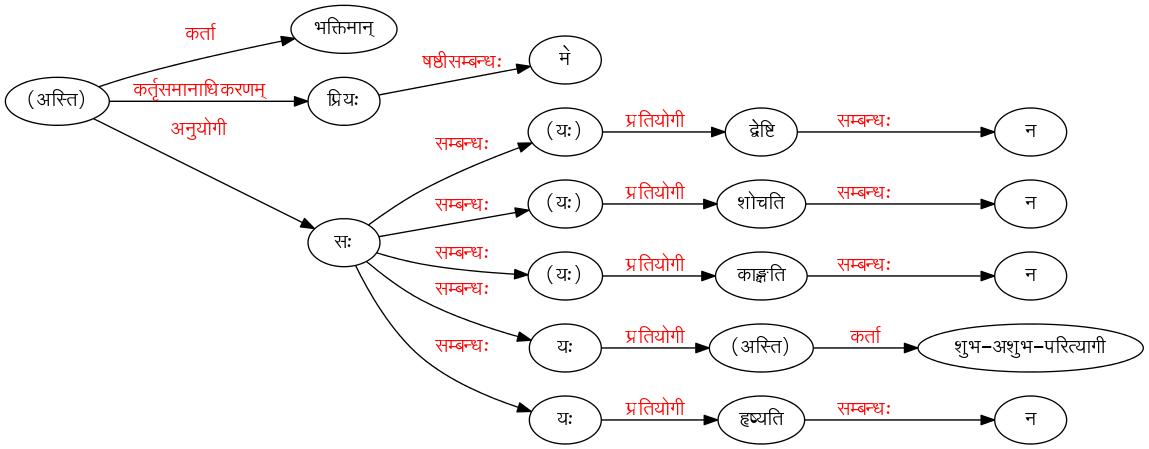 कर्ता
भक्तिमान्
(अस्ति)
कर्तृसमानाधिकरणम्
प्रियः
षष्ठीसम्बन्धः
मे
अनुयोगी
सः
सम्बन्धः
(यः)
प्रतियोगी
द्वेष्टि
सम्बन्धः
न
सम्बन्धः
(यः)
प्रतियोगी
शोचति
सम्बन्धः
न
सम्बन्धः
(यः)
प्रतियोगी
काङ्क्षति
सम्बन्धः
न
सम्बन्धः
यः
प्रतियोगी
(अस्ति)
कर्ता
शुभ-अशुभ-परित्यागी
सम्बन्धः
यः
प्रतियोगी
हृष्यति
सम्बन्धः
न